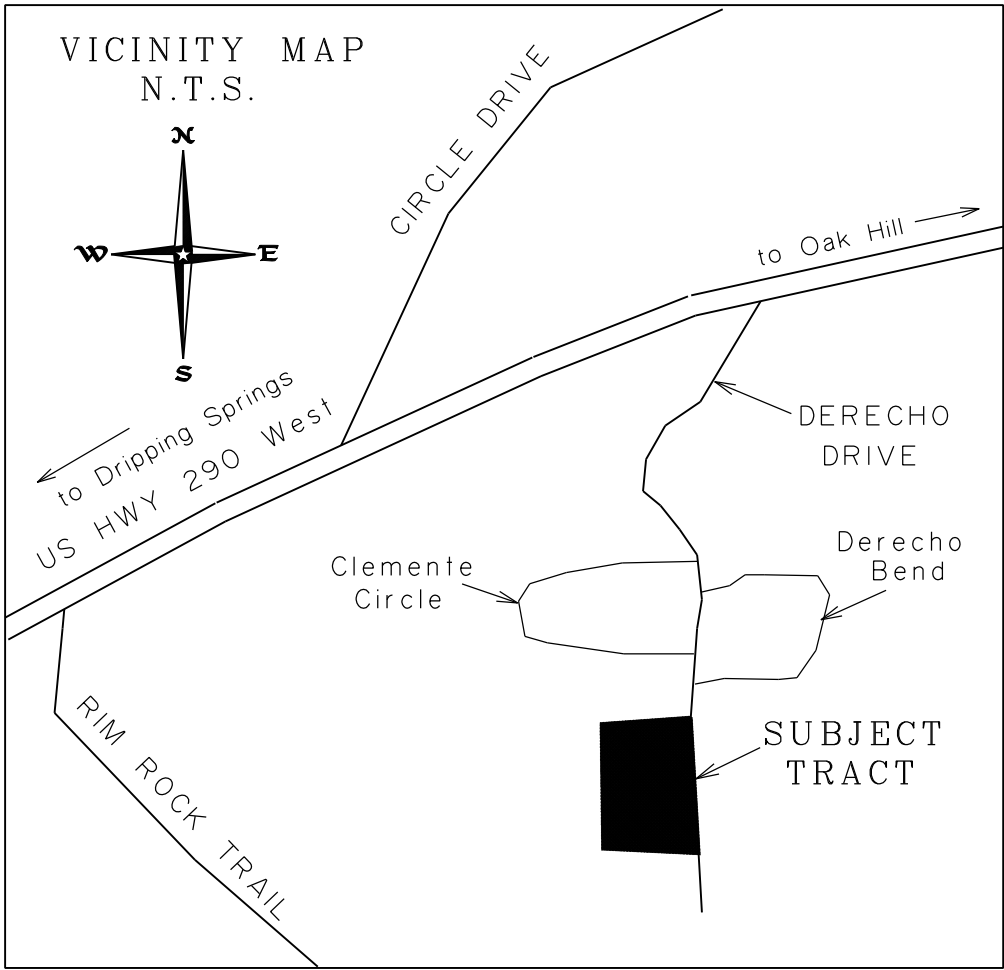 VICINITY MAP
N.T.S.
N
W
E
S
CIRCLE DRIVE
to Oak Hill
to Dripping Springs
US HWY 290 West
DERECHO
DRIVE
Clemente
Circle
Derecho
Bend
RIM ROCK TRAIL
SUBJECT
TRACT